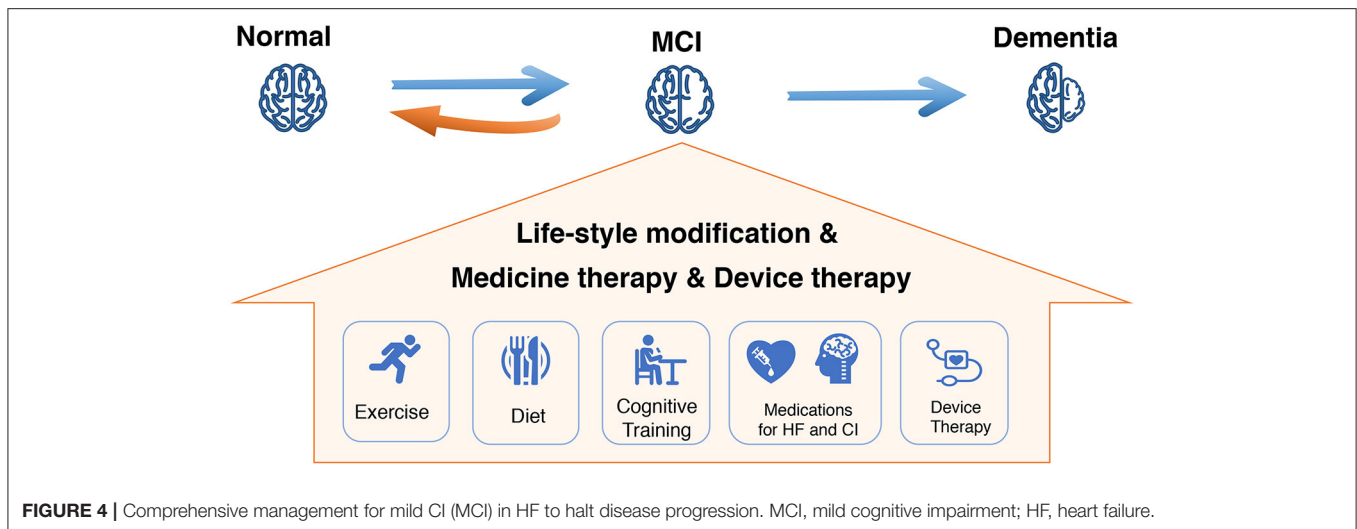 Normal
MCI
Dementia
Life-style modification &
Medicine therapy & Device therapy
Exercise
Diet
Cognitive
Training
Medications
for HF and CI
Device
Therapy
FIGURE 4 | Comprehensive management for mild CI (MCI) in HF to halt disease progression. MCI, mild cognitive impairment; HF, heart failure.